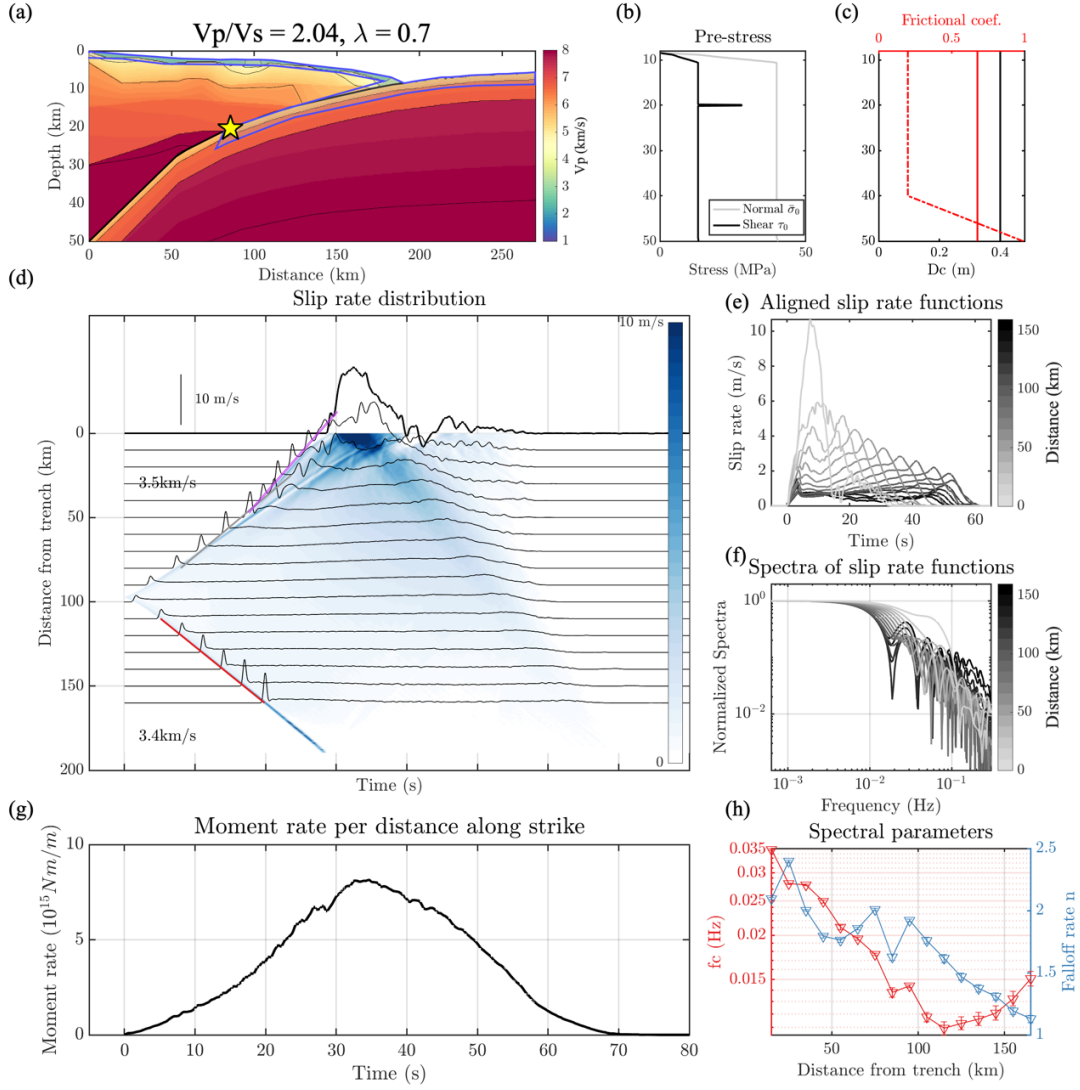 (a)
Vp/Vs = 2.04, λ = 0.7
Depth (km)
0
10
20
30
40
50
0 50 100 150 200 250
Distance (km)
8
7
6
5
4
3
2
1
Vp (km/s)
(b)
Pre-stress
10
20
30
40
50
0 50
Stress (MPa)
Normal σ̄₀
Shear τ₀
(c)
Frictional coef.
0 0.5 1
10
20
30
40
50
0 0.2 0.4
Dc (m)
(d)
Slip rate distribution
10 m/s
10 m/s
0
Distance from trench (km)
0
50
100
150
200
3.5km/s
3.4km/s
Time (s)
(e)
Aligned slip rate functions
Slip rate (m/s)
10
8
6
4
2
0
0 20 40 60
Time (s)
150
100
50
0
Distance (km)
(f)
Spectra of slip rate functions
Normalized Spectra
10⁰
10⁻²
10⁻³ 10⁻² 10⁻¹
Frequency (Hz)
150
100
50
0
Distance (km)
(g)
Moment rate per distance along strike
Moment rate (10¹⁵Nm/m)
10
5
0
0 10 20 30 40 50 60 70 80
Time (s)
(h)
Spectral parameters
fc (Hz)
0.035
0.03
0.025
0.02
0.015
50 100 150
Distance from trench (km)
2.5
2
1.5
1
Falloff rate n